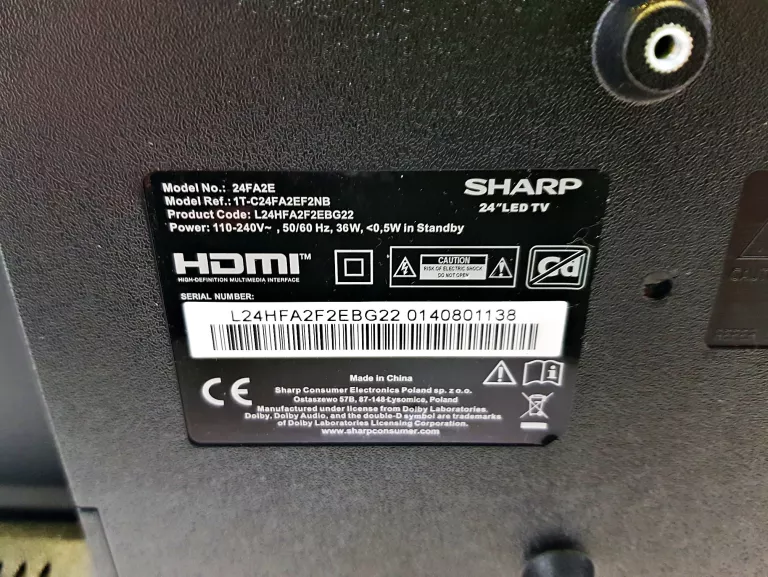 Model No.: 24FA2E
Model Ref.: 1T-C24FA2EF2NB
Product Code: L24HFA2F2EBG22
Power: 110-240V~ , 50/60 Hz, 36W, <0,5W in Standby
SHARP
24"LED TV
HDMI™
HIGH-DEFINITION MULTIMEDIA INTERFACE
CAUTION
RISK OF ELECTRIC SHOCK
DO NOT OPEN
Cd
SERIAL NUMBER:
L24HFA2F2EBG22 0140801138
CE
Made in China
Sharp Consumer Electronics Poland sp. z o.o.
Ostaszewo 57B, 87-148 Łysomice, Poland
Manufactured under license from Dolby Laboratories.
Dolby, Dolby Audio, and the double-D symbol are trademarks
of Dolby Laboratories Licensing Corporation.
www.sharpconsumer.com